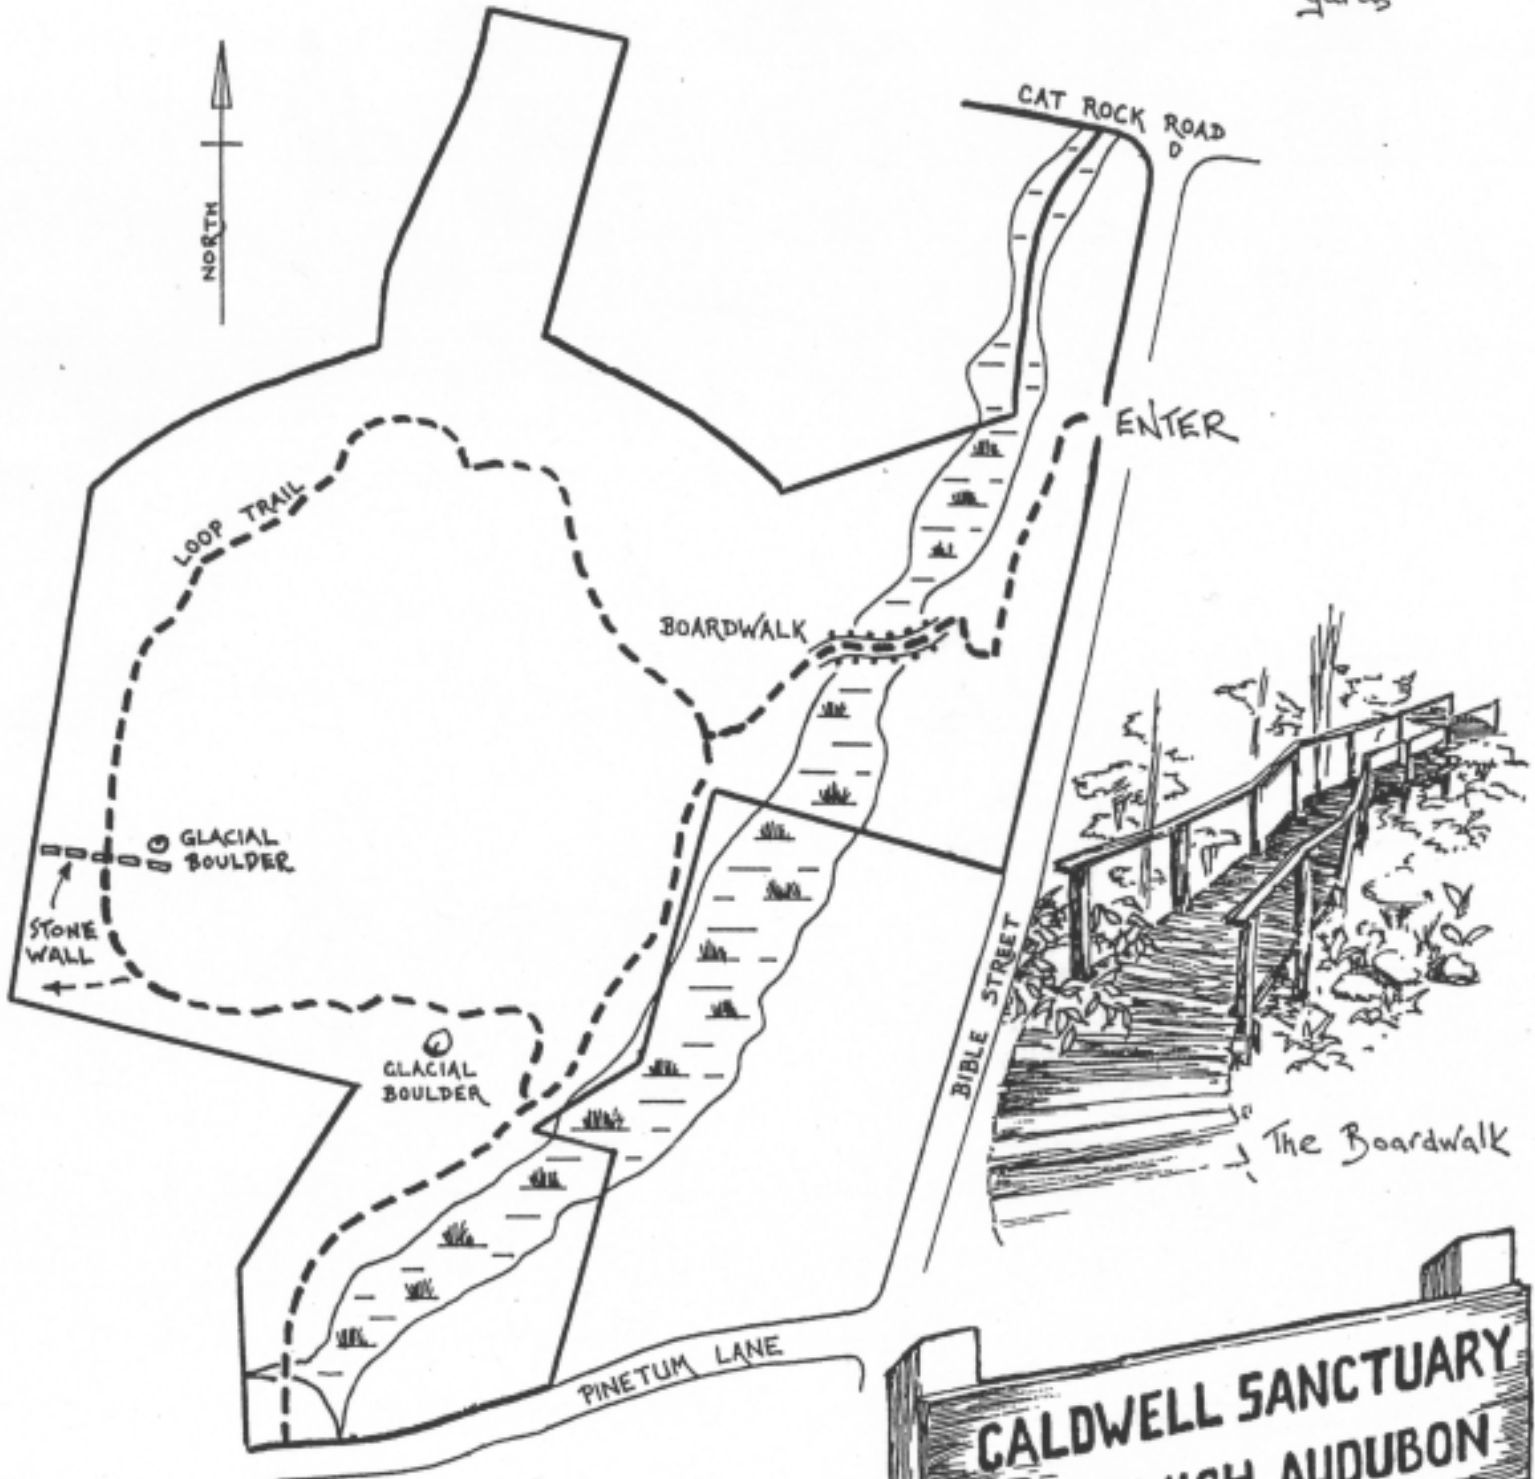 yards
CAT ROCK ROAD
NORTH
ENTER
LOOP TRAIL
BOARDWALK
GLACIAL
BOULDER
STONE
WALL
GLACIAL
BOULDER
BIBLE STREET
The Boardwalk
PINETUM LANE
CALDWELL SANCTUARY
AUDUBON